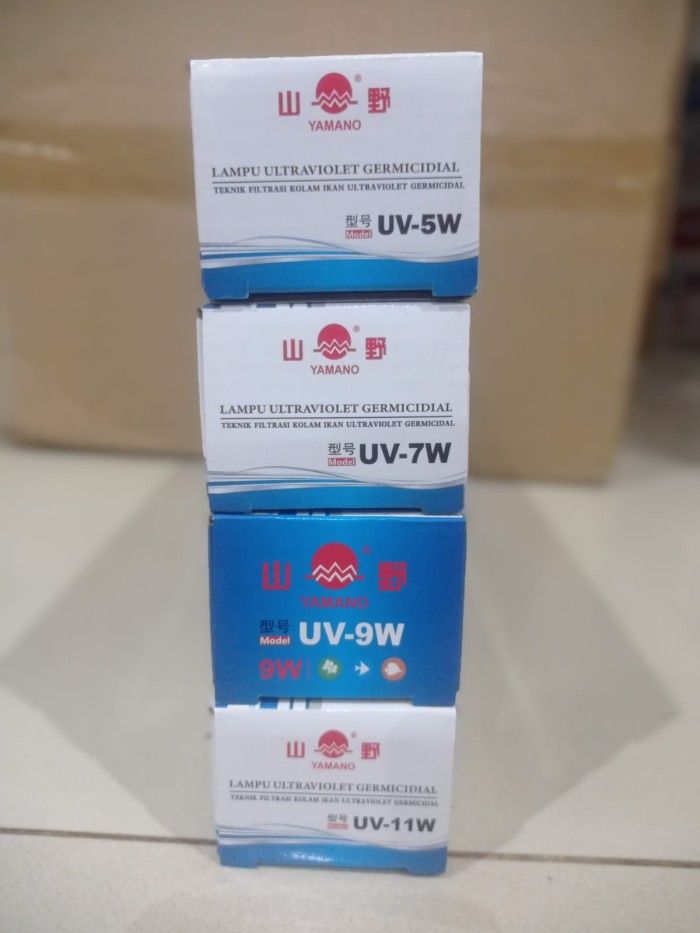 山 ® 野
YAMANO
LAMPU ULTRAVIOLET GERMICIDIAL
TEKNIK FILTRASI KOLAM IKAN ULTRAVIOLET GERMICIDAL
型号 Model UV-5W
山 ® 野
YAMANO
LAMPU ULTRAVIOLET GERMICIDIAL
TEKNIK FILTRASI KOLAM IKAN ULTRAVIOLET GERMICIDAL
型号 Model UV-7W
山 ® 野
YAMANO
型号 Model UV-9W
9W
山 ® 野
YAMANO
LAMPU ULTRAVIOLET GERMICIDIAL
TEKNIK FILTRASI KOLAM IKAN ULTRAVIOLET GERMICIDAL
型号 Model UV-11W